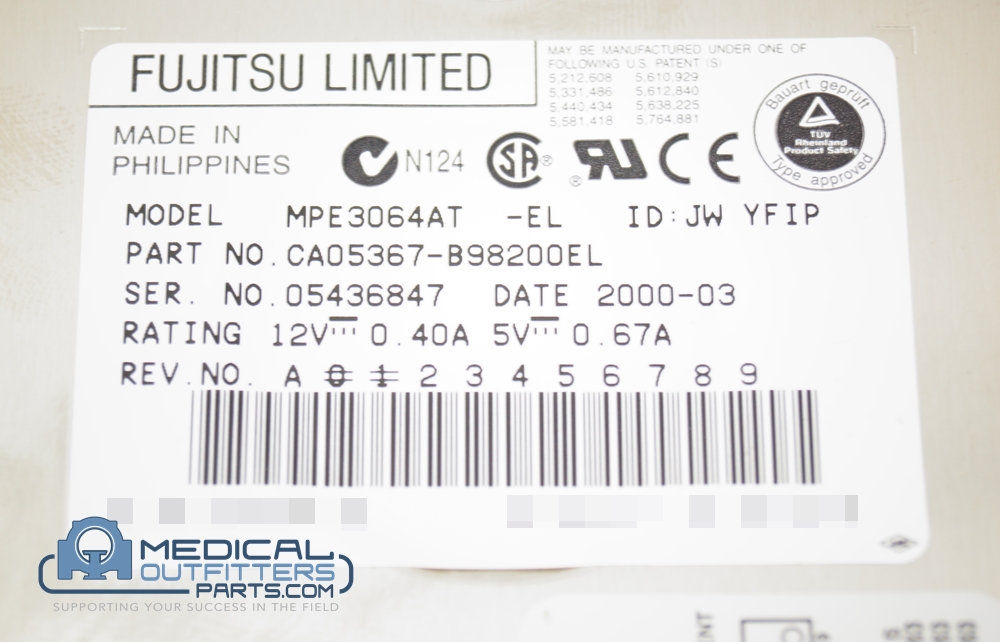 FUJITSU LIMITED
MAY BE MANUFACTURED UNDER ONE OF
FOLLOWING U.S. PATENT (S)
5,212,608 5,610,929
5,331,486 5,612,840
5,440,434 5,638,225
5,581,418 5,764,881
MADE IN
PHILIPPINES
N124
SA®
®RU
CE
Bauart geprüft
TÜV
Rheinland
Product Safety
Type approved
MODEL MPE3064AT -EL ID:JW YFIP
PART NO.CA05367-B98200EL
SER. NO.05436847 DATE 2000-03
RATING 12V 0.40A 5V 0.67A
REV.NO. A 0 1 2 3 4 5 6 7 8 9
MEDICAL
OUTFITTERS
PARTS.COM
SUPPORTING YOUR SUCCESS IN THE FIELD